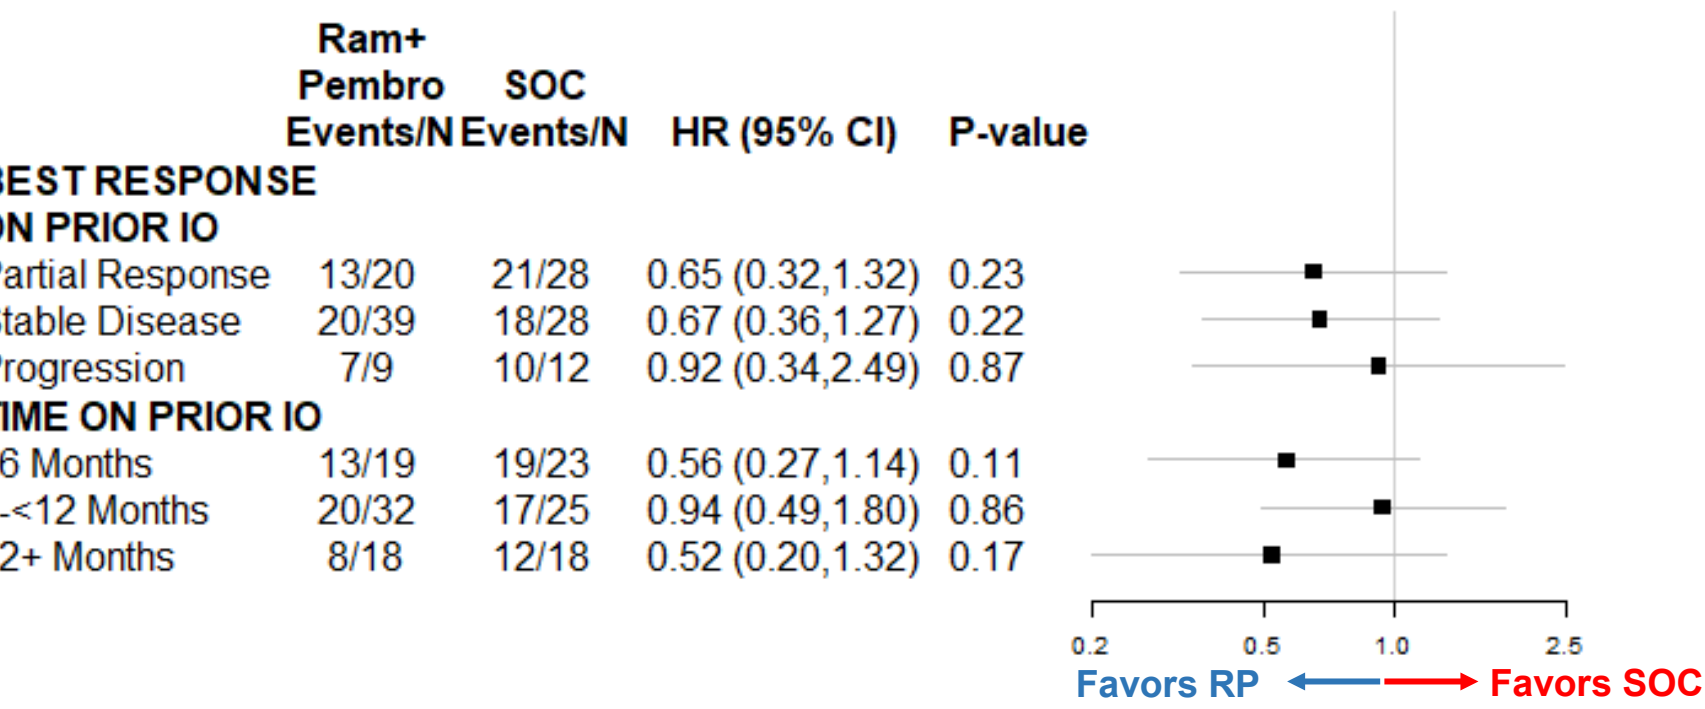 Ram+
Pembro SOC
Events/N Events/N HR (95% CI) P-value
BEST RESPONSE
ON PRIOR IO
Partial Response 13/20 21/28 0.65 (0.32,1.32) 0.23
Stable Disease 20/39 18/28 0.67 (0.36,1.27) 0.22
Progression 7/9 10/12 0.92 (0.34,2.49) 0.87
TIME ON PRIOR IO
6 Months 13/19 19/23 0.56 (0.27,1.14) 0.11
-<12 Months 20/32 17/25 0.94 (0.49,1.80) 0.86
2+ Months 8/18 12/18 0.52 (0.20,1.32) 0.17
0.2 0.5 1.0 2.5
Favors RP Favors SOC